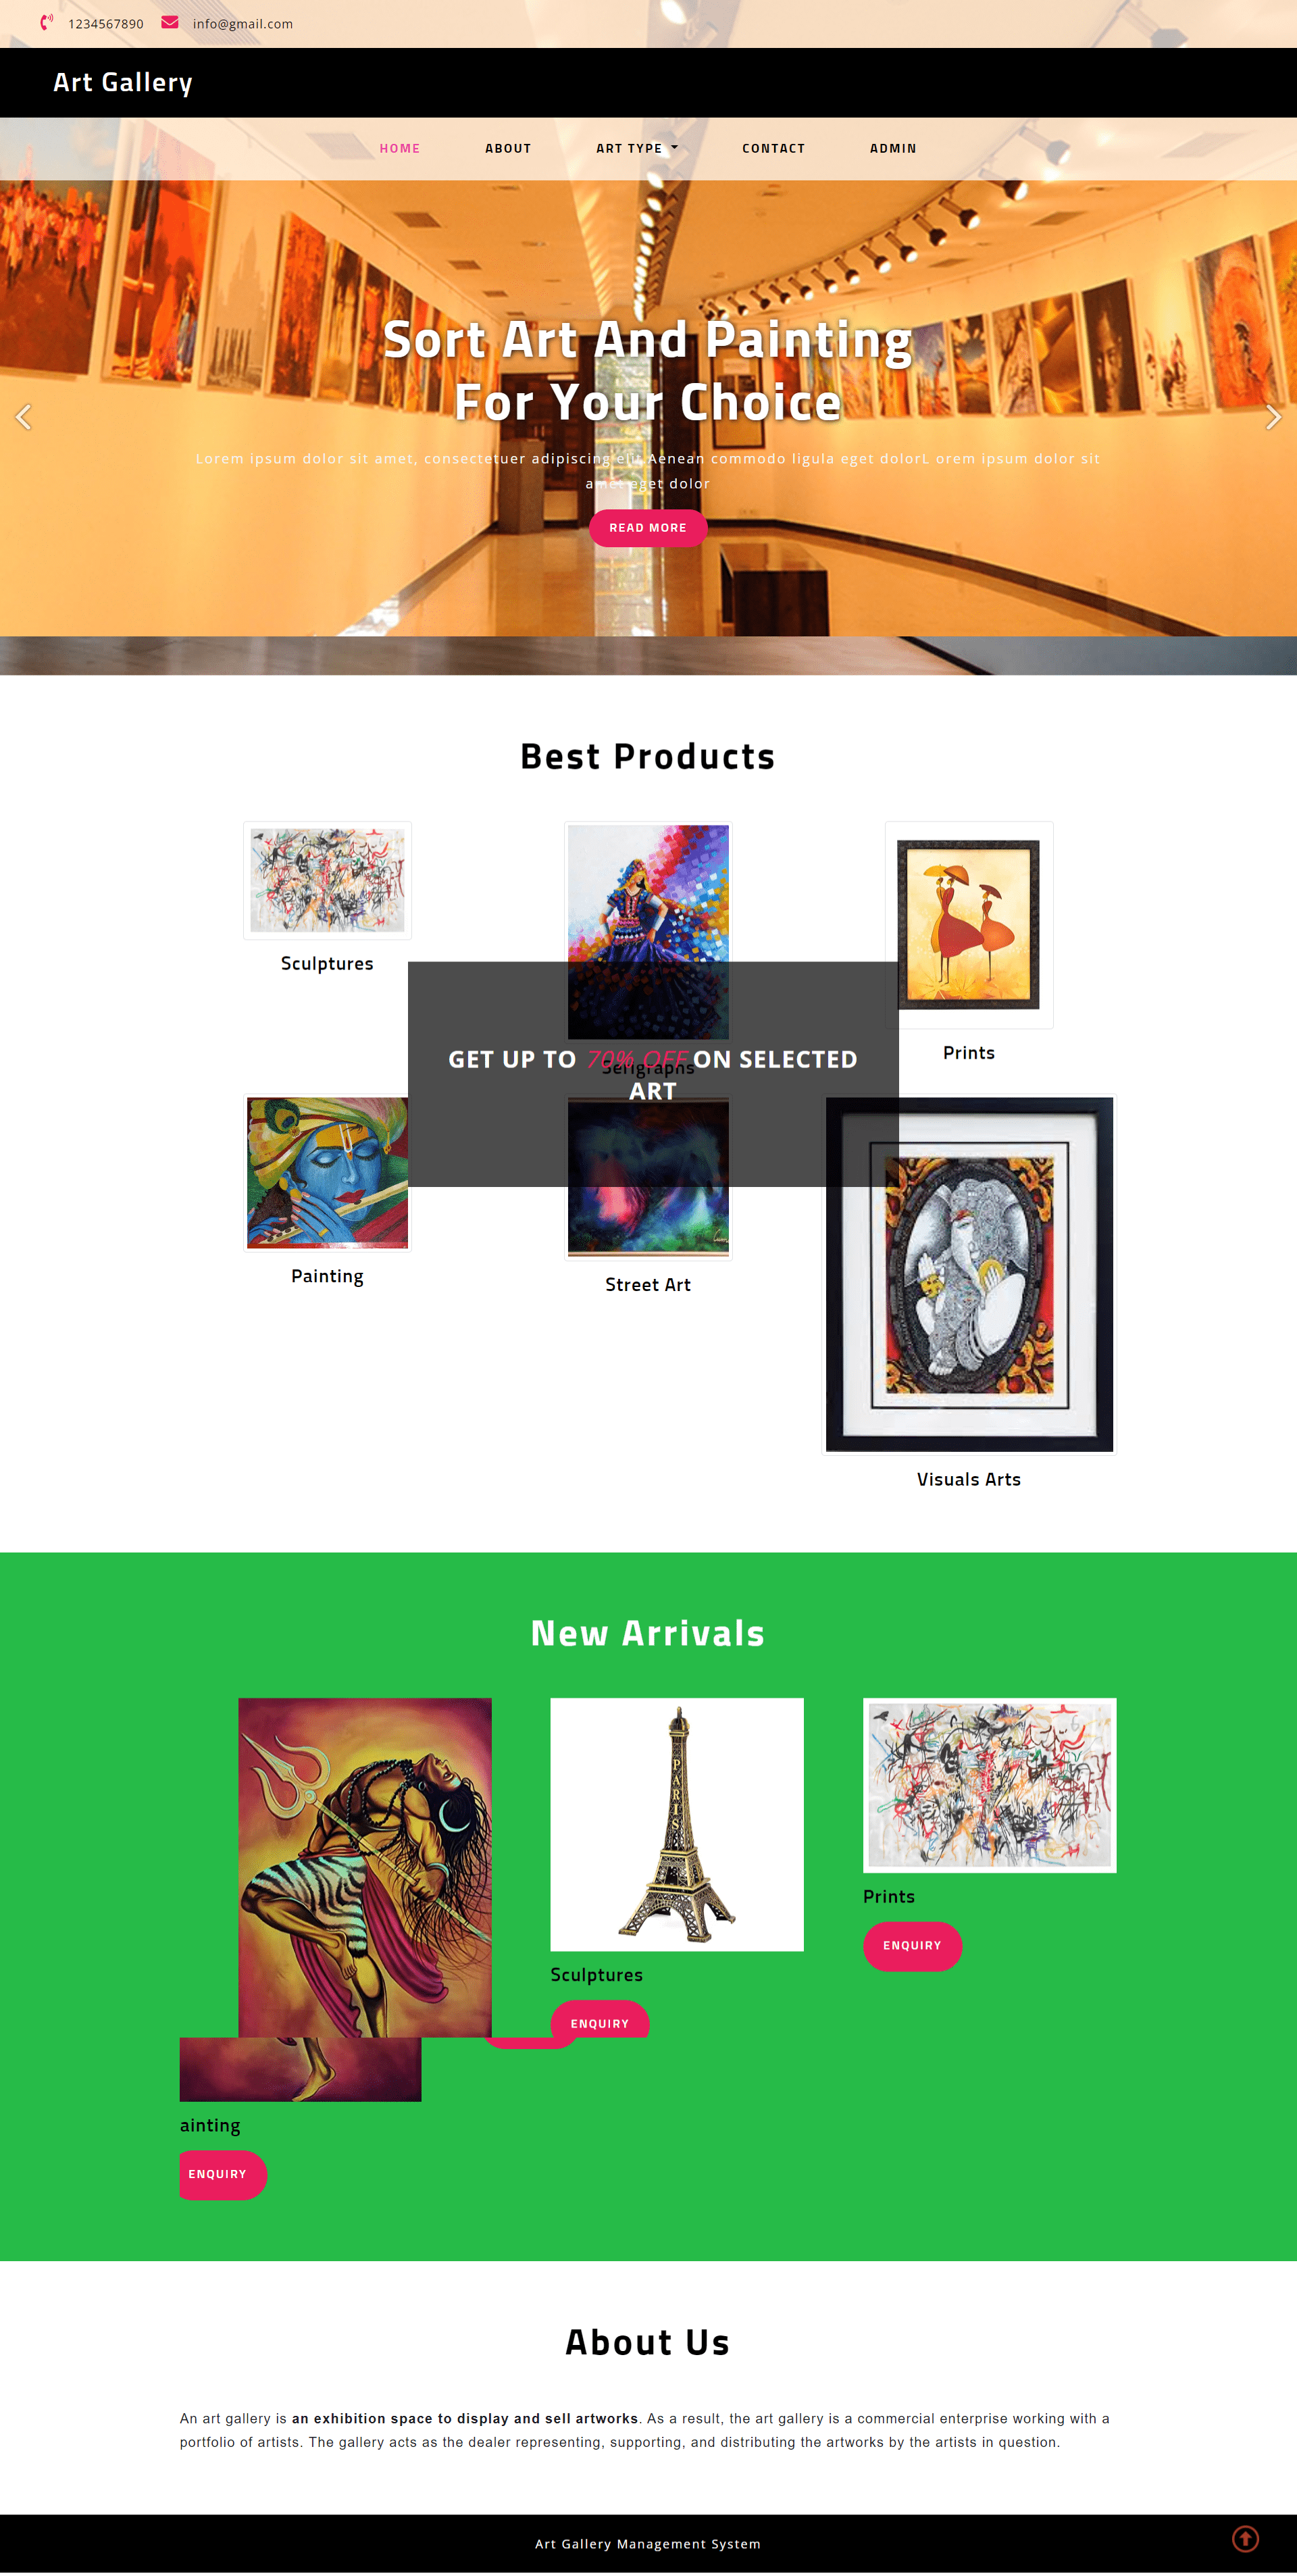 1234567890 info@gmail.com
Art Gallery
HOME ABOUT ART TYPE CONTACT ADMIN
Sort Art And Painting
For Your Choice
Lorem ipsum dolor sit amet, consectetuer adipiscing elit Aenean commodo ligula eget dolorL orem ipsum dolor sit
amet eget dolor
READ MORE
Best Products
Sculptures
Serigraphs
Prints
GET UP TO 70% OFF ON SELECTED
ART
Painting
Street Art
Visuals Arts
New Arrivals
PARIS
Sculptures
ENQUIRY
Prints
ENQUIRY
ainting
ENQUIRY
About Us
An art gallery is an exhibition space to display and sell artworks. As a result, the art gallery is a commercial enterprise working with a
portfolio of artists. The gallery acts as the dealer representing, supporting, and distributing the artworks by the artists in question.
Art Gallery Management System